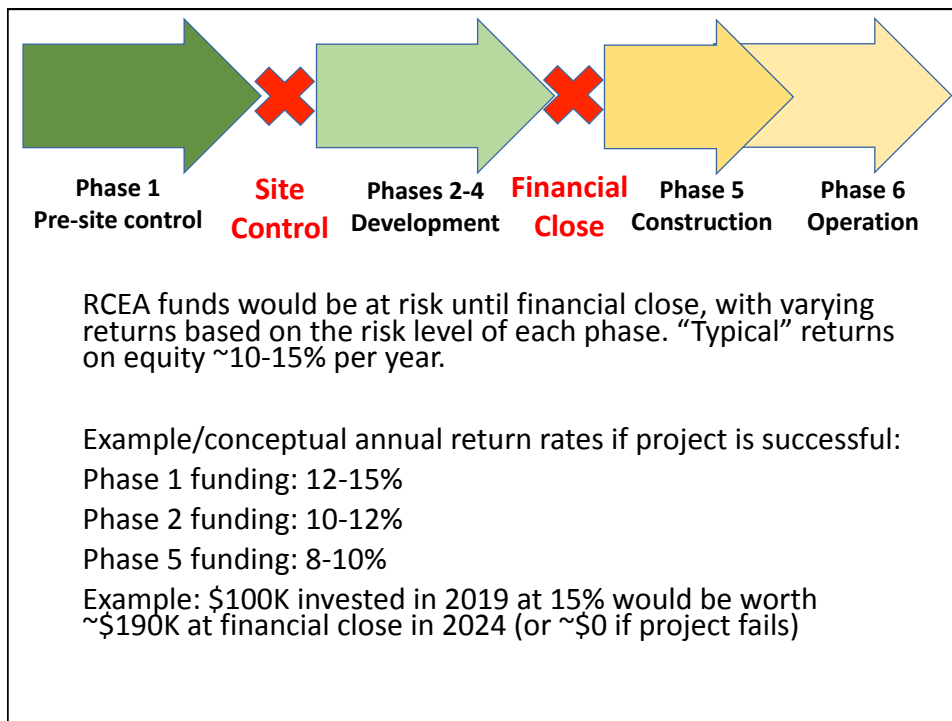 Phase 1
Pre-site control
Site
Control
Phases 2-4
Development
Financial
Close
Phase 5
Construction
Phase 6
Operation
RCEA funds would be at risk until financial close, with varying
returns based on the risk level of each phase. “Typical” returns
on equity ~10-15% per year.
Example/conceptual annual return rates if project is successful:
Phase 1 funding: 12-15%
Phase 2 funding: 10-12%
Phase 5 funding: 8-10%
Example: $100K invested in 2019 at 15% would be worth
~$190K at financial close in 2024 (or ~$0 if project fails)